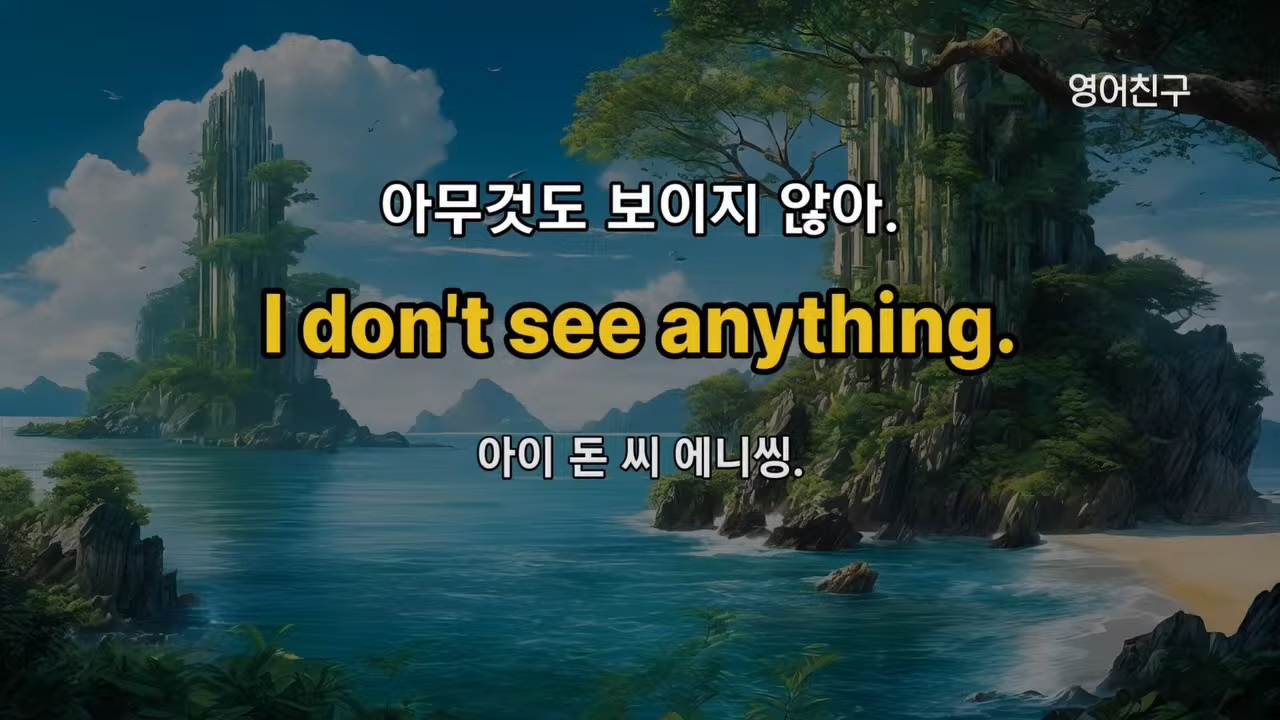 영어친구
아무것도 보이지 않아.
I don't see anything.
아이 돈 씨 에니씽.